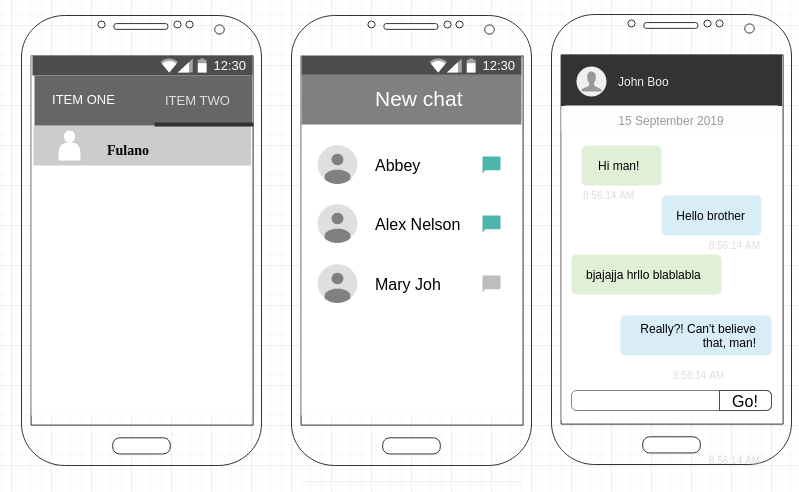 12:30
ITEM ONE
ITEM TWO
Fulano
12:30
New chat
Abbey
Alex Nelson
Mary Joh
John Boo
15 September 2019
Hi man!
8:56:14 AM
Hello brother
8:56:14 AM
bjajajja hrllo blablabla
Really?! Can't believe
that, man!
8:56:14 AM
Go!
8:56:14 AM